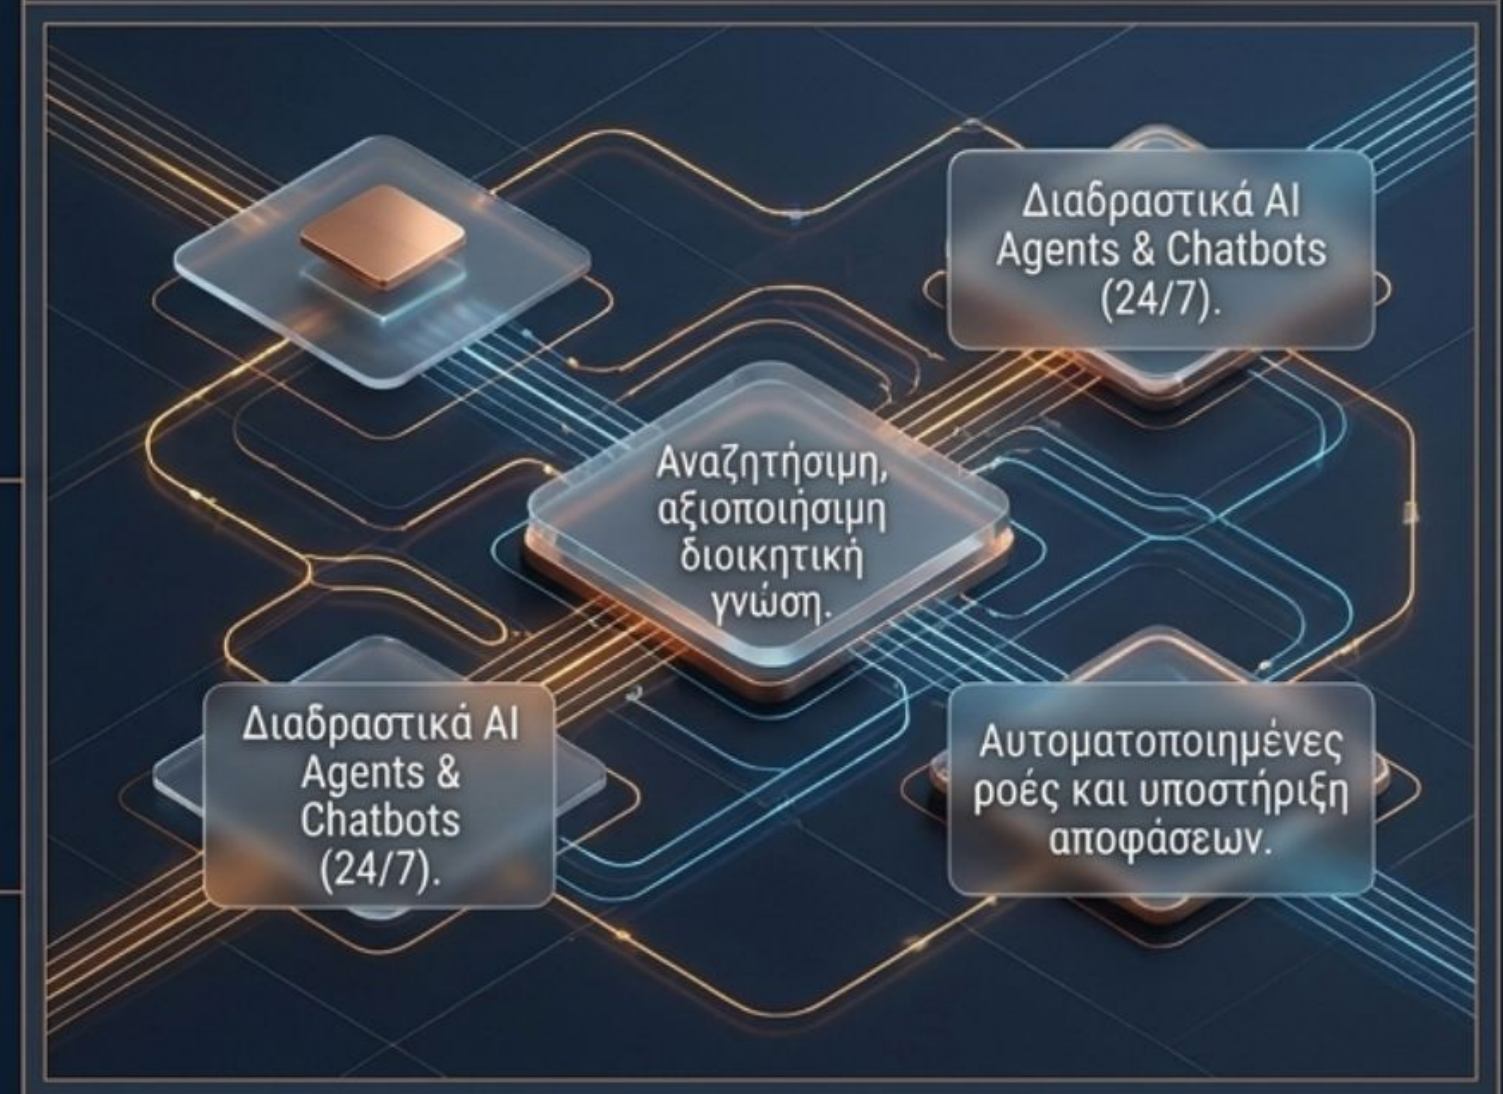 Διαδραστικά AI
Agents & Chatbots
(24/7).
Αναζητήσιμη,
αξιοποιήσιμη
διοικητική
γνώση.
Διαδραστικά AI
Agents &
Chatbots
(24/7).
Αυτοματοποιημένες
ροές και υποστήριξη
αποφάσεων.